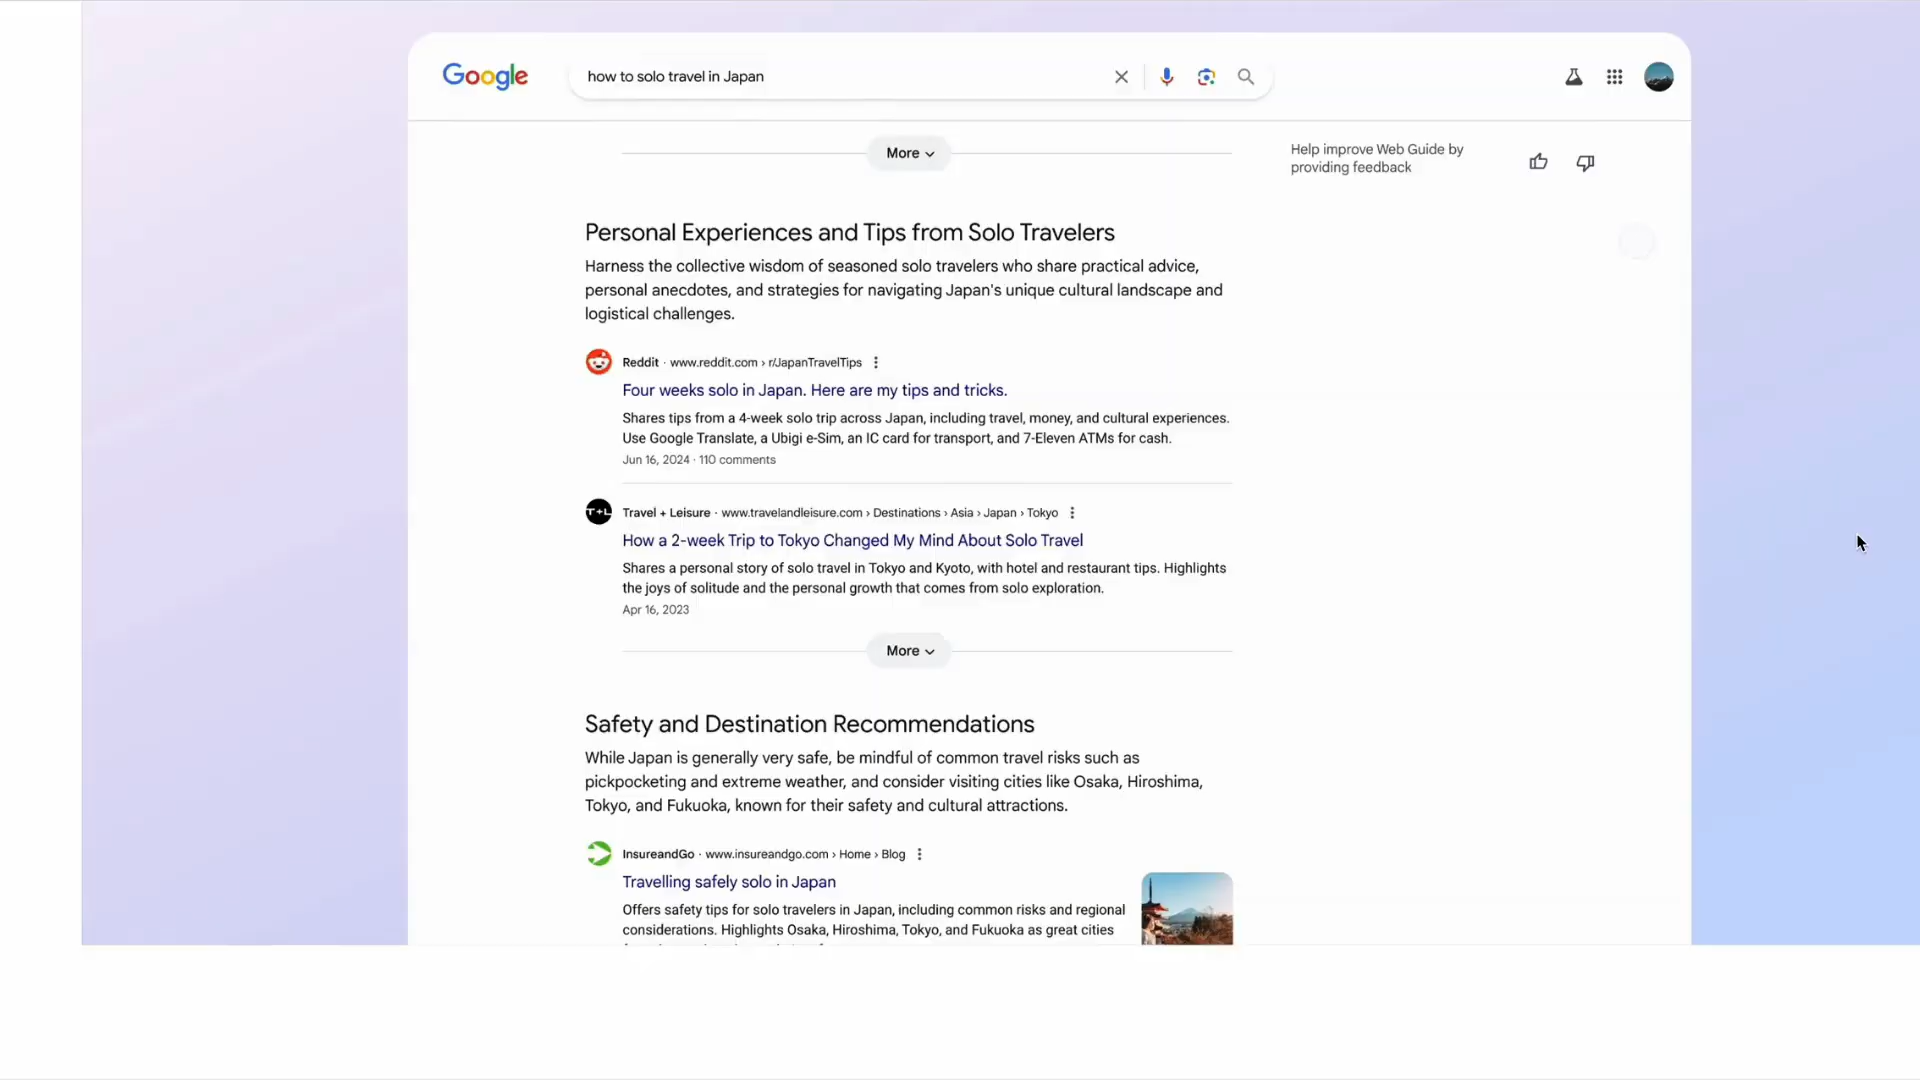 Google
how to solo travel in Japan
More
Help improve Web Guide by
providing feedback
Personal Experiences and Tips from Solo Travelers
Harness the collective wisdom of seasoned solo travelers who share practical advice,
personal anecdotes, and strategies for navigating Japan's unique cultural landscape and
logistical challenges.
Reddit · www.reddit.com › r/JapanTravelTips
Four weeks solo in Japan. Here are my tips and tricks.
Shares tips from a 4-week solo trip across Japan, including travel, money, and cultural experiences.
Use Google Translate, a Ubigi e-Sim, an IC card for transport, and 7-Eleven ATMs for cash.
Jun 16, 2024 · 110 comments
T+L
Travel + Leisure · www.travelandleisure.com › Destinations › Asia › Japan › Tokyo
How a 2-week Trip to Tokyo Changed My Mind About Solo Travel
Shares a personal story of solo travel in Tokyo and Kyoto, with hotel and restaurant tips. Highlights
the joys of solitude and the personal growth that comes from solo exploration.
Apr 16, 2023
More
Safety and Destination Recommendations
While Japan is generally very safe, be mindful of common travel risks such as
pickpocketing and extreme weather, and consider visiting cities like Osaka, Hiroshima,
Tokyo, and Fukuoka, known for their safety and cultural attractions.
InsureandGo · www.insureandgo.com › Home › Blog
Travelling safely solo in Japan
Offers safety tips for solo travelers in Japan, including common risks and regional
considerations. Highlights Osaka, Hiroshima, Tokyo, and Fukuoka as great cities